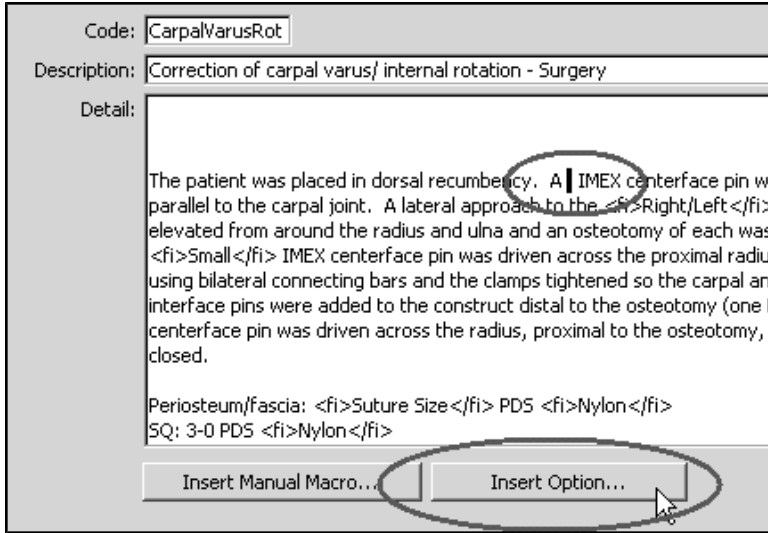 Code: CarpalVarusRot
Description: Correction of carpal varus/ internal rotation - Surgery
Detail:
The patient was placed in dorsal recumbency.  A IMEX centerface pin w
parallel to the carpal joint.  A lateral approach to the <fi>Right/Left</fi>
elevated from around the radius and ulna and an osteotomy of each was
<fi>Small</fi> IMEX centerface pin was driven across the proximal radiu
using bilateral connecting bars and the clamps tightened so the carpal an
interface pins were added to the construct distal to the osteotomy (one
centerface pin was driven across the radius, proximal to the osteotomy,
closed.
Periosteum/fascia: <fi>Suture Size</fi> PDS <fi>Nylon</fi>
SQ: 3-0 PDS <fi>Nylon</fi>
Insert Manual Macro... Insert Option...